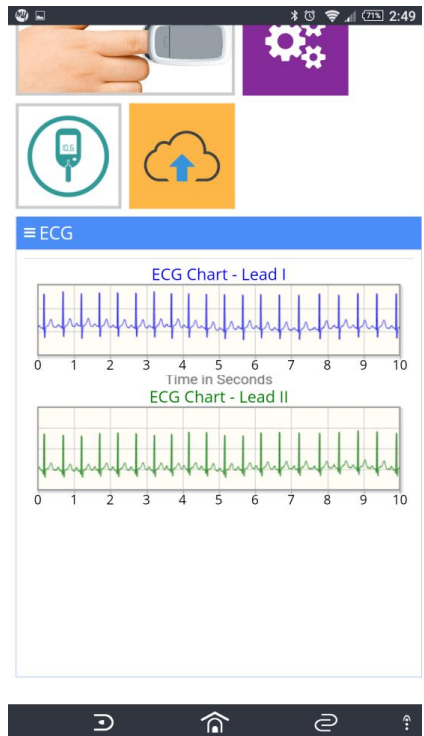 71% 2:49
10.6
≡ ECG
ECG Chart - Lead I
0 1 2 3 4 5 6 7 8 9 10
Time in Seconds
ECG Chart - Lead II
0 1 2 3 4 5 6 7 8 9 10